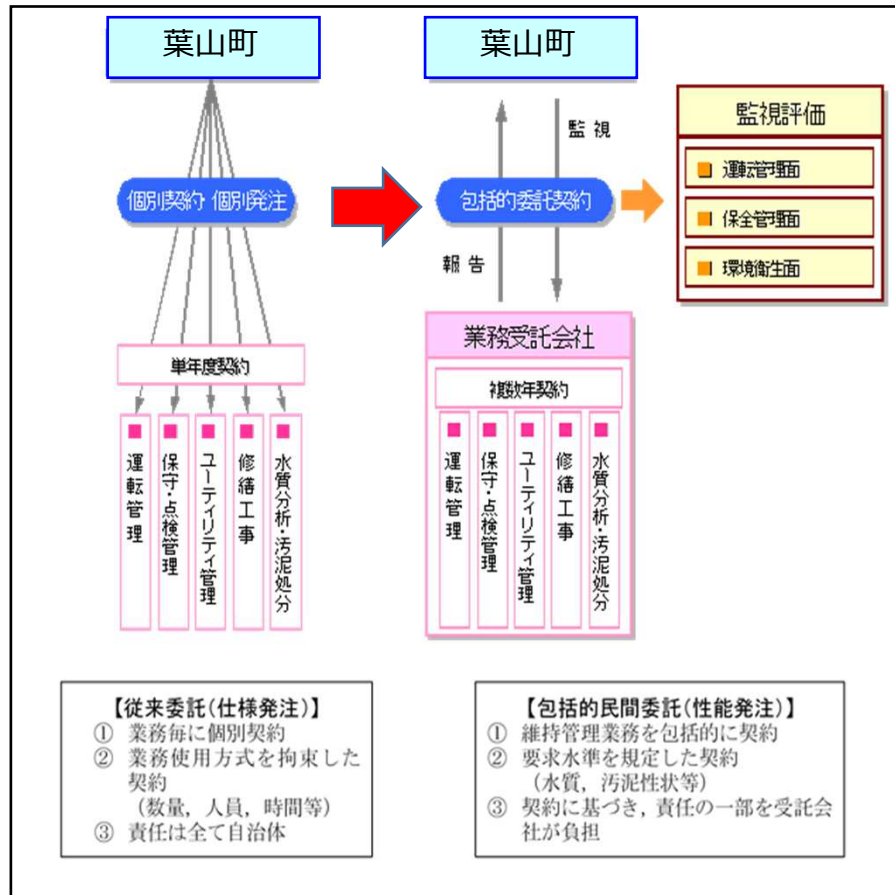 葉山町
個別契約・個別発注
単年度契約
■運転管理
■保守・点検管理
■ユーティリティ管理
■修繕工事
■水質分析・汚泥処分
葉山町
監視
包括的委託契約
報告
業務受託会社
複数年契約
■運転管理
■保守・点検管理
■ユーティリティ管理
■修繕工事
■水質分析・汚泥処分
監視評価
■運転管理面
■保全管理面
■環境衛生面
【従来委託(仕様発注)】
① 業務毎に個別契約
② 業務使用方式を拘束した
契約
(数量，人員，時間等)
③ 責任は全て自治体
【包括的民間委託(性能発注)】
① 維持管理業務を包括的に契約
② 要求水準を規定した契約
(水質，汚泥性状等)
③ 契約に基づき，責任の一部を受託会
社が負担